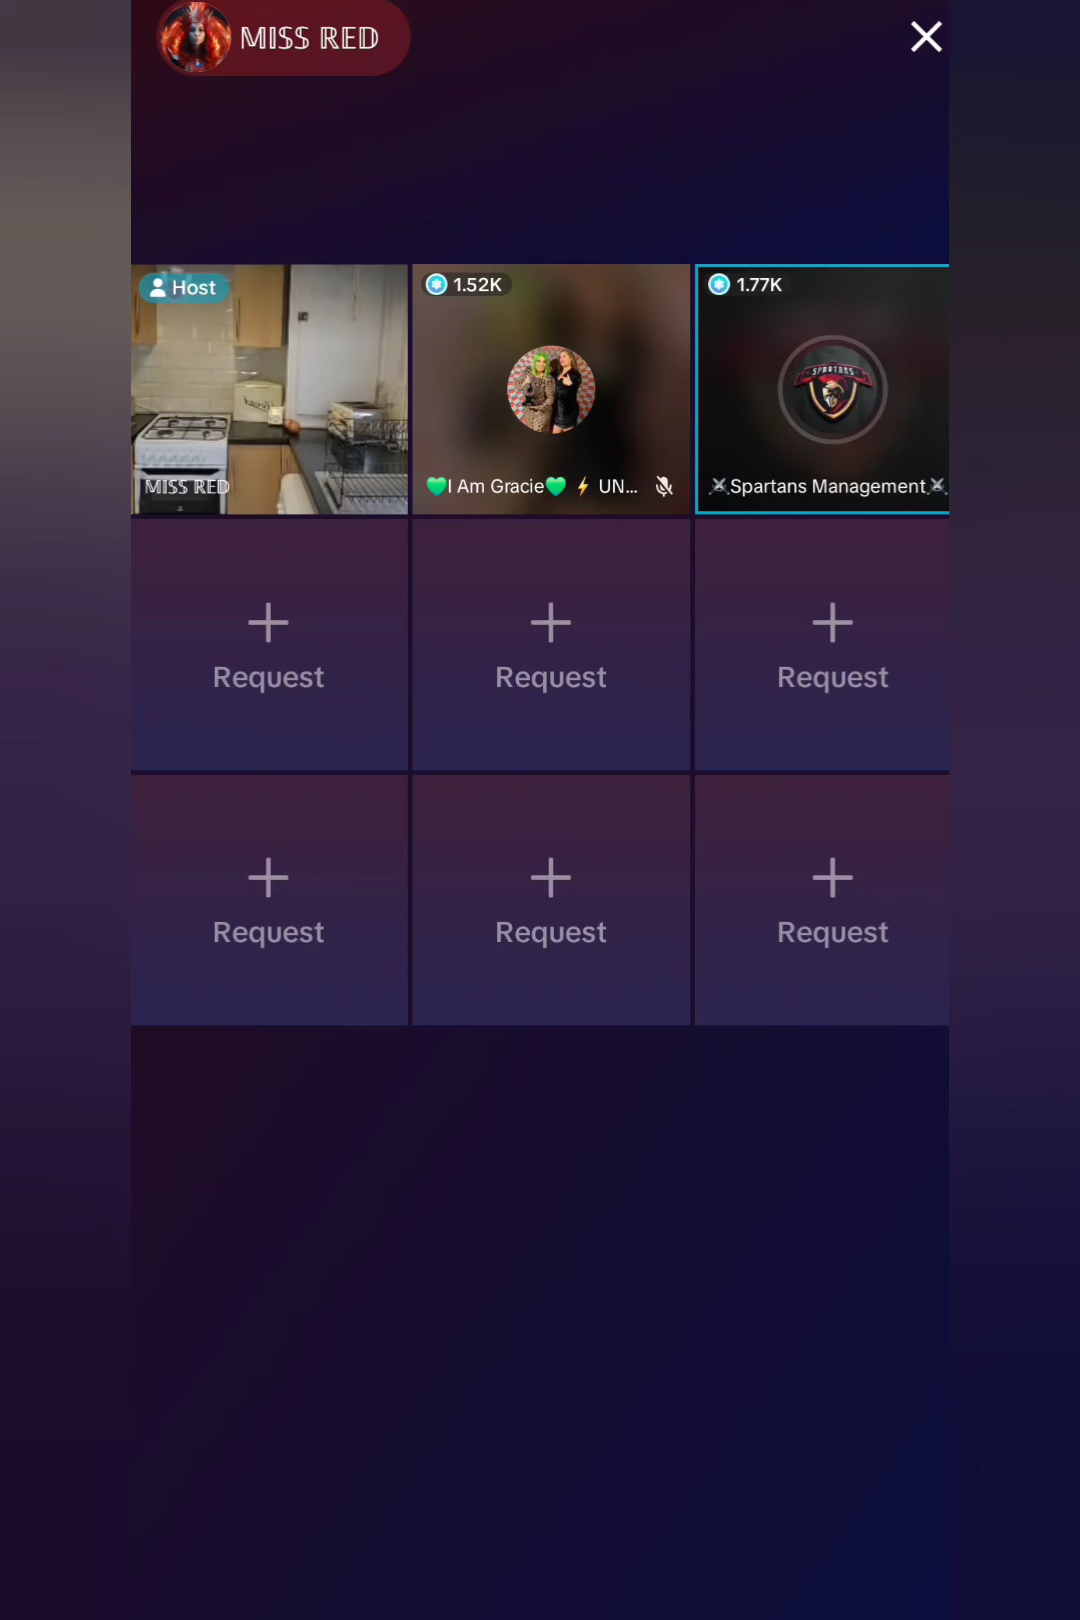 MISS RED
Host
1.52K
1.77K
MISS RED
💚I Am Gracie💚 ⚡ UN...
⚔Spartans Management⚔
SPARTANS
Request
Request
Request
Request
Request
Request